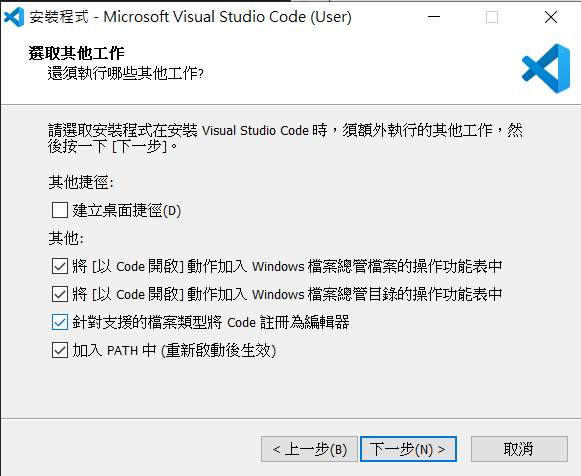 安裝程式 - Microsoft Visual Studio Code (User)
選取其他工作
還須執行哪些其他工作?
請選取安裝程式在安裝 Visual Studio Code 時，須額外執行的其他工作，然
後按一下 [下一步]。
其他捷徑:
建立桌面捷徑(D)
其他:
將 [以 Code 開啟] 動作加入 Windows 檔案總管檔案的操作功能表中
將 [以 Code 開啟] 動作加入 Windows 檔案總管目錄的操作功能表中
針對支援的檔案類型將 Code 註冊為編輯器
加入 PATH 中 (重新啟動後生效)
< 上一步(B) 下一步(N) > 取消